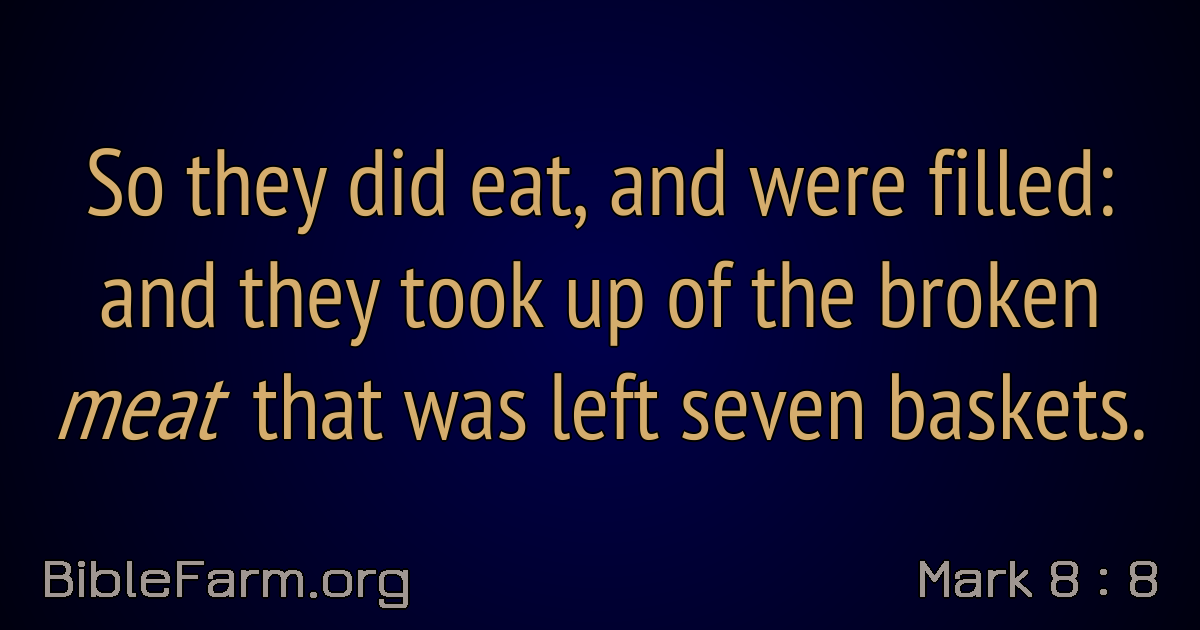 So they did eat, and were filled:
and they took up of the broken
meat that was left seven baskets.
BibleFarm.org
Mark 8 : 8